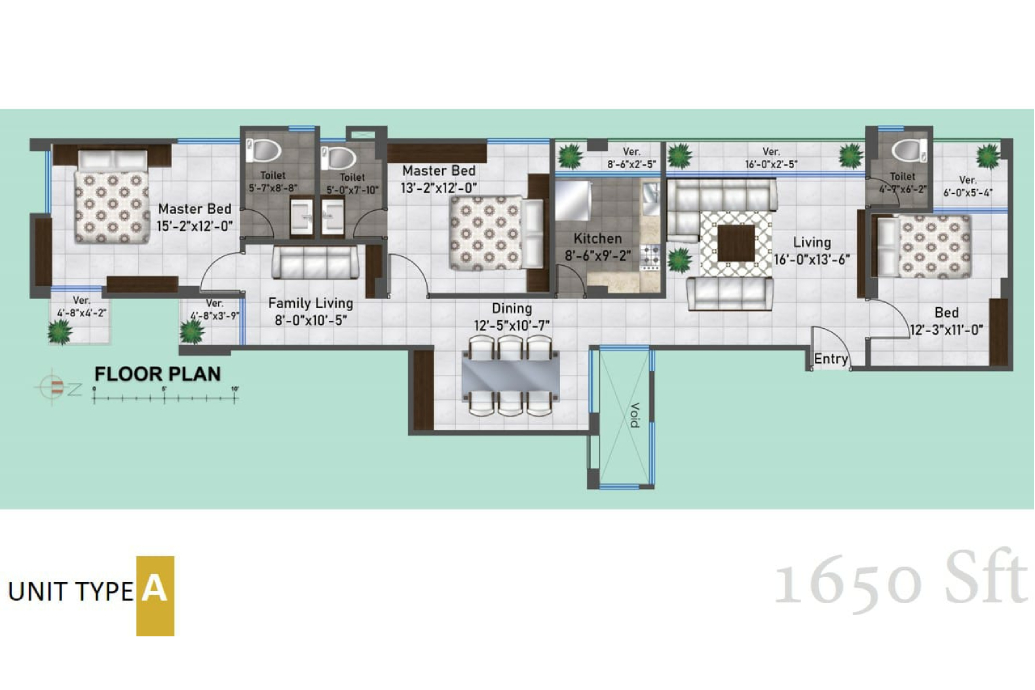 Ver.
8'-6"x2'-5"
Ver.
16'-0"x2'-5"
Toilet
5'-7"x8'-8"
Toilet
5'-0"x7'-10"
Master Bed
13'-2"x12'-0"
Toilet
4'-7"x6'-2"
Ver.
6'-0"x5'-4"
Master Bed
15'-2"x12'-0"
Kitchen
8'-6"x9'-2"
Living
16'-0"x13'-6"
Ver.
4'-8"x4'-2"
Ver.
4'-8"x3'-9"
Family Living
8'-0"x10'-5"
Dining
12'-5"x10'-7"
Bed
12'-3"x11'-0"
Entry
FLOOR PLAN
N
0 5' 10'
Void
UNIT TYPE A
1650 Sft